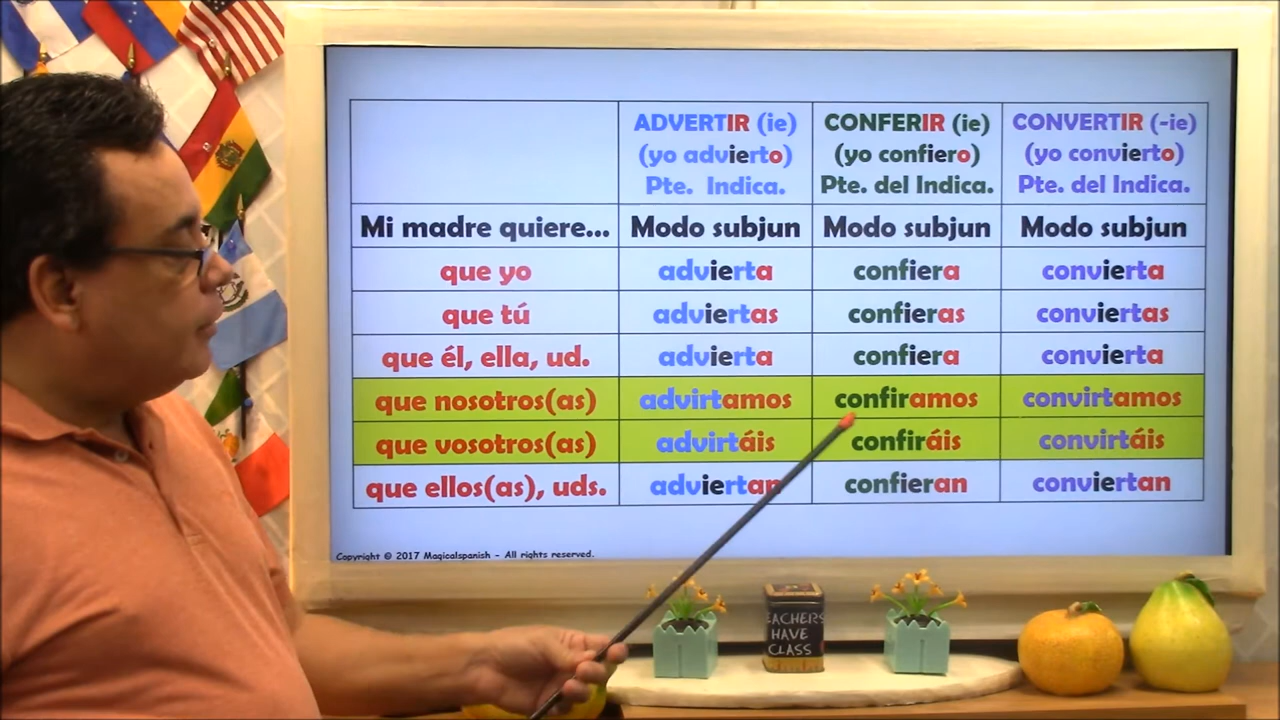 ADVERTIR (ie) CONFERIR (ie) CONVERTIR (-ie)
(yo advierto) (yo confiero) (yo convierto)
Pte. Indica. Pte. del Indica. Pte. del Indica.
Mi madre quiere... Modo subjun Modo subjun Modo subjun
que yo advierta confiera convierta
que tú adviertas confieras conviertas
que él, ella, ud. advierta confiera convierta
que nosotros(as) advirtamos confiramos convirtamos
que vosotros(as) advirtáis confiráis convirtáis
que ellos(as), uds. adviertan confieran conviertan
Copyright © 2017 Magicalspanish - All rights reserved.
TEACHERS
HAVE
CLASS